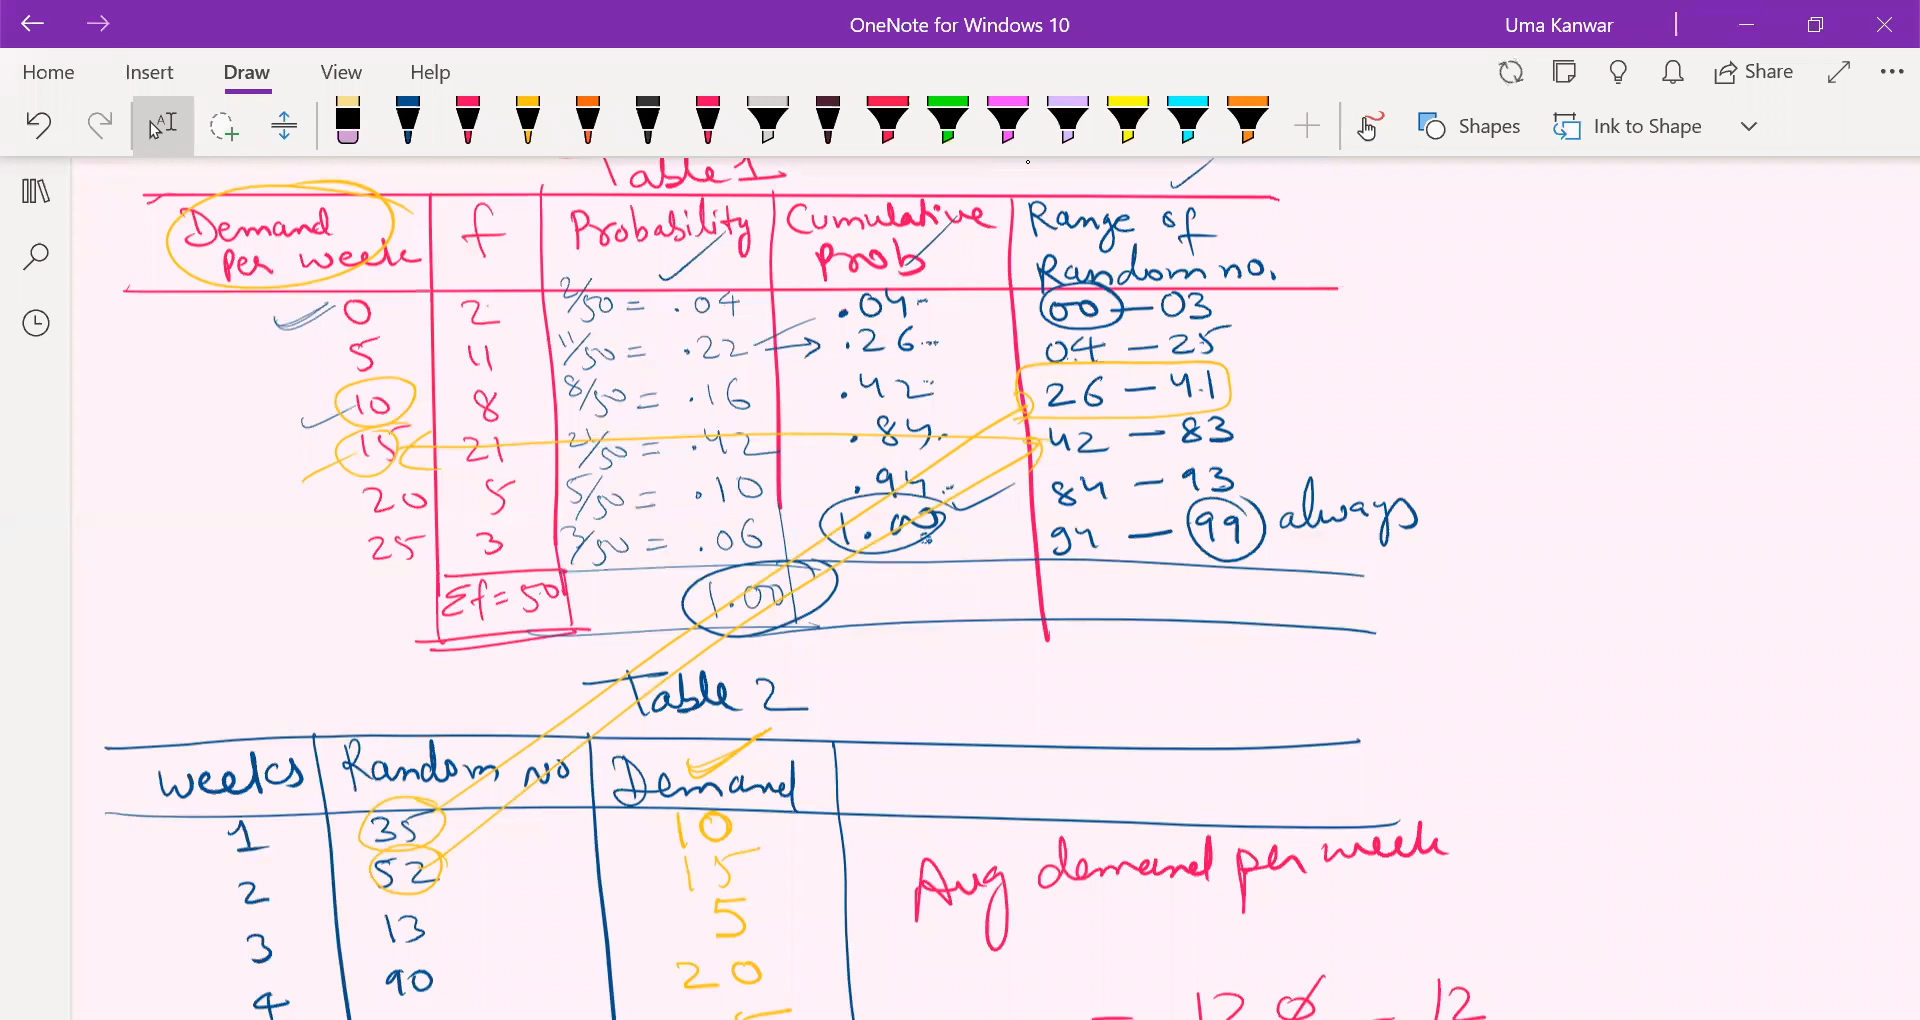 OneNote for Windows 10
Uma Kanwar
Home Insert Draw View Help
Share
Shapes Ink to Shape
Table 1
Demand per week f Probability Cumulative Prob Range of Random no.
0 2 2/50 = .04 .04 00 — 03
5 11 11/50 = .22 .26 04 — 25
10 8 8/50 = .16 .42 26 — 41
15 21 21/50 = .42 .84 42 — 83
20 5 5/50 = .10 .94 84 — 93
25 3 3/50 = .06 1.00 94 — 99 always
Σf = 50 1.00
Table 2
weeks Random no Demand
1 35 10
2 52 15
3 13 5
4 90 20
Avg demand per week
= 120 = 12